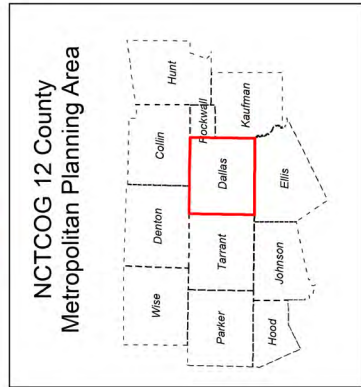 NCTCOG 12 County
Metropolitan Planning Area
Wise
Denton
Collin
Hunt
Parker
Tarrant
Dallas
Rockwall
Kaufman
Hood
Johnson
Ellis